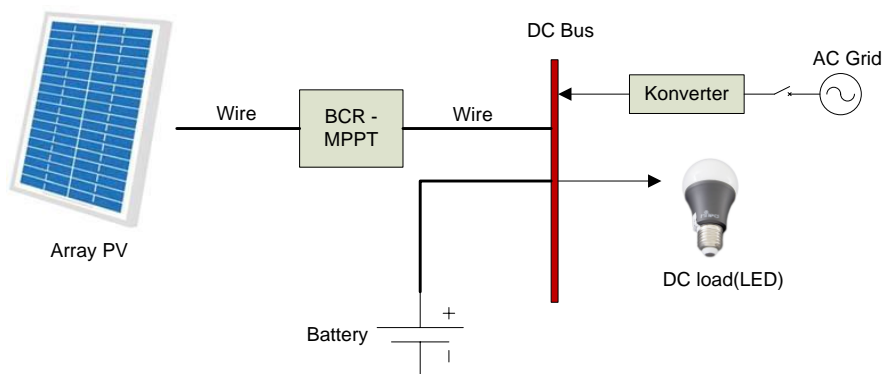 DC Bus
AC Grid
Wire
BCR -
MPPT
Wire
Konverter
Array PV
DC load(LED)
Battery
+